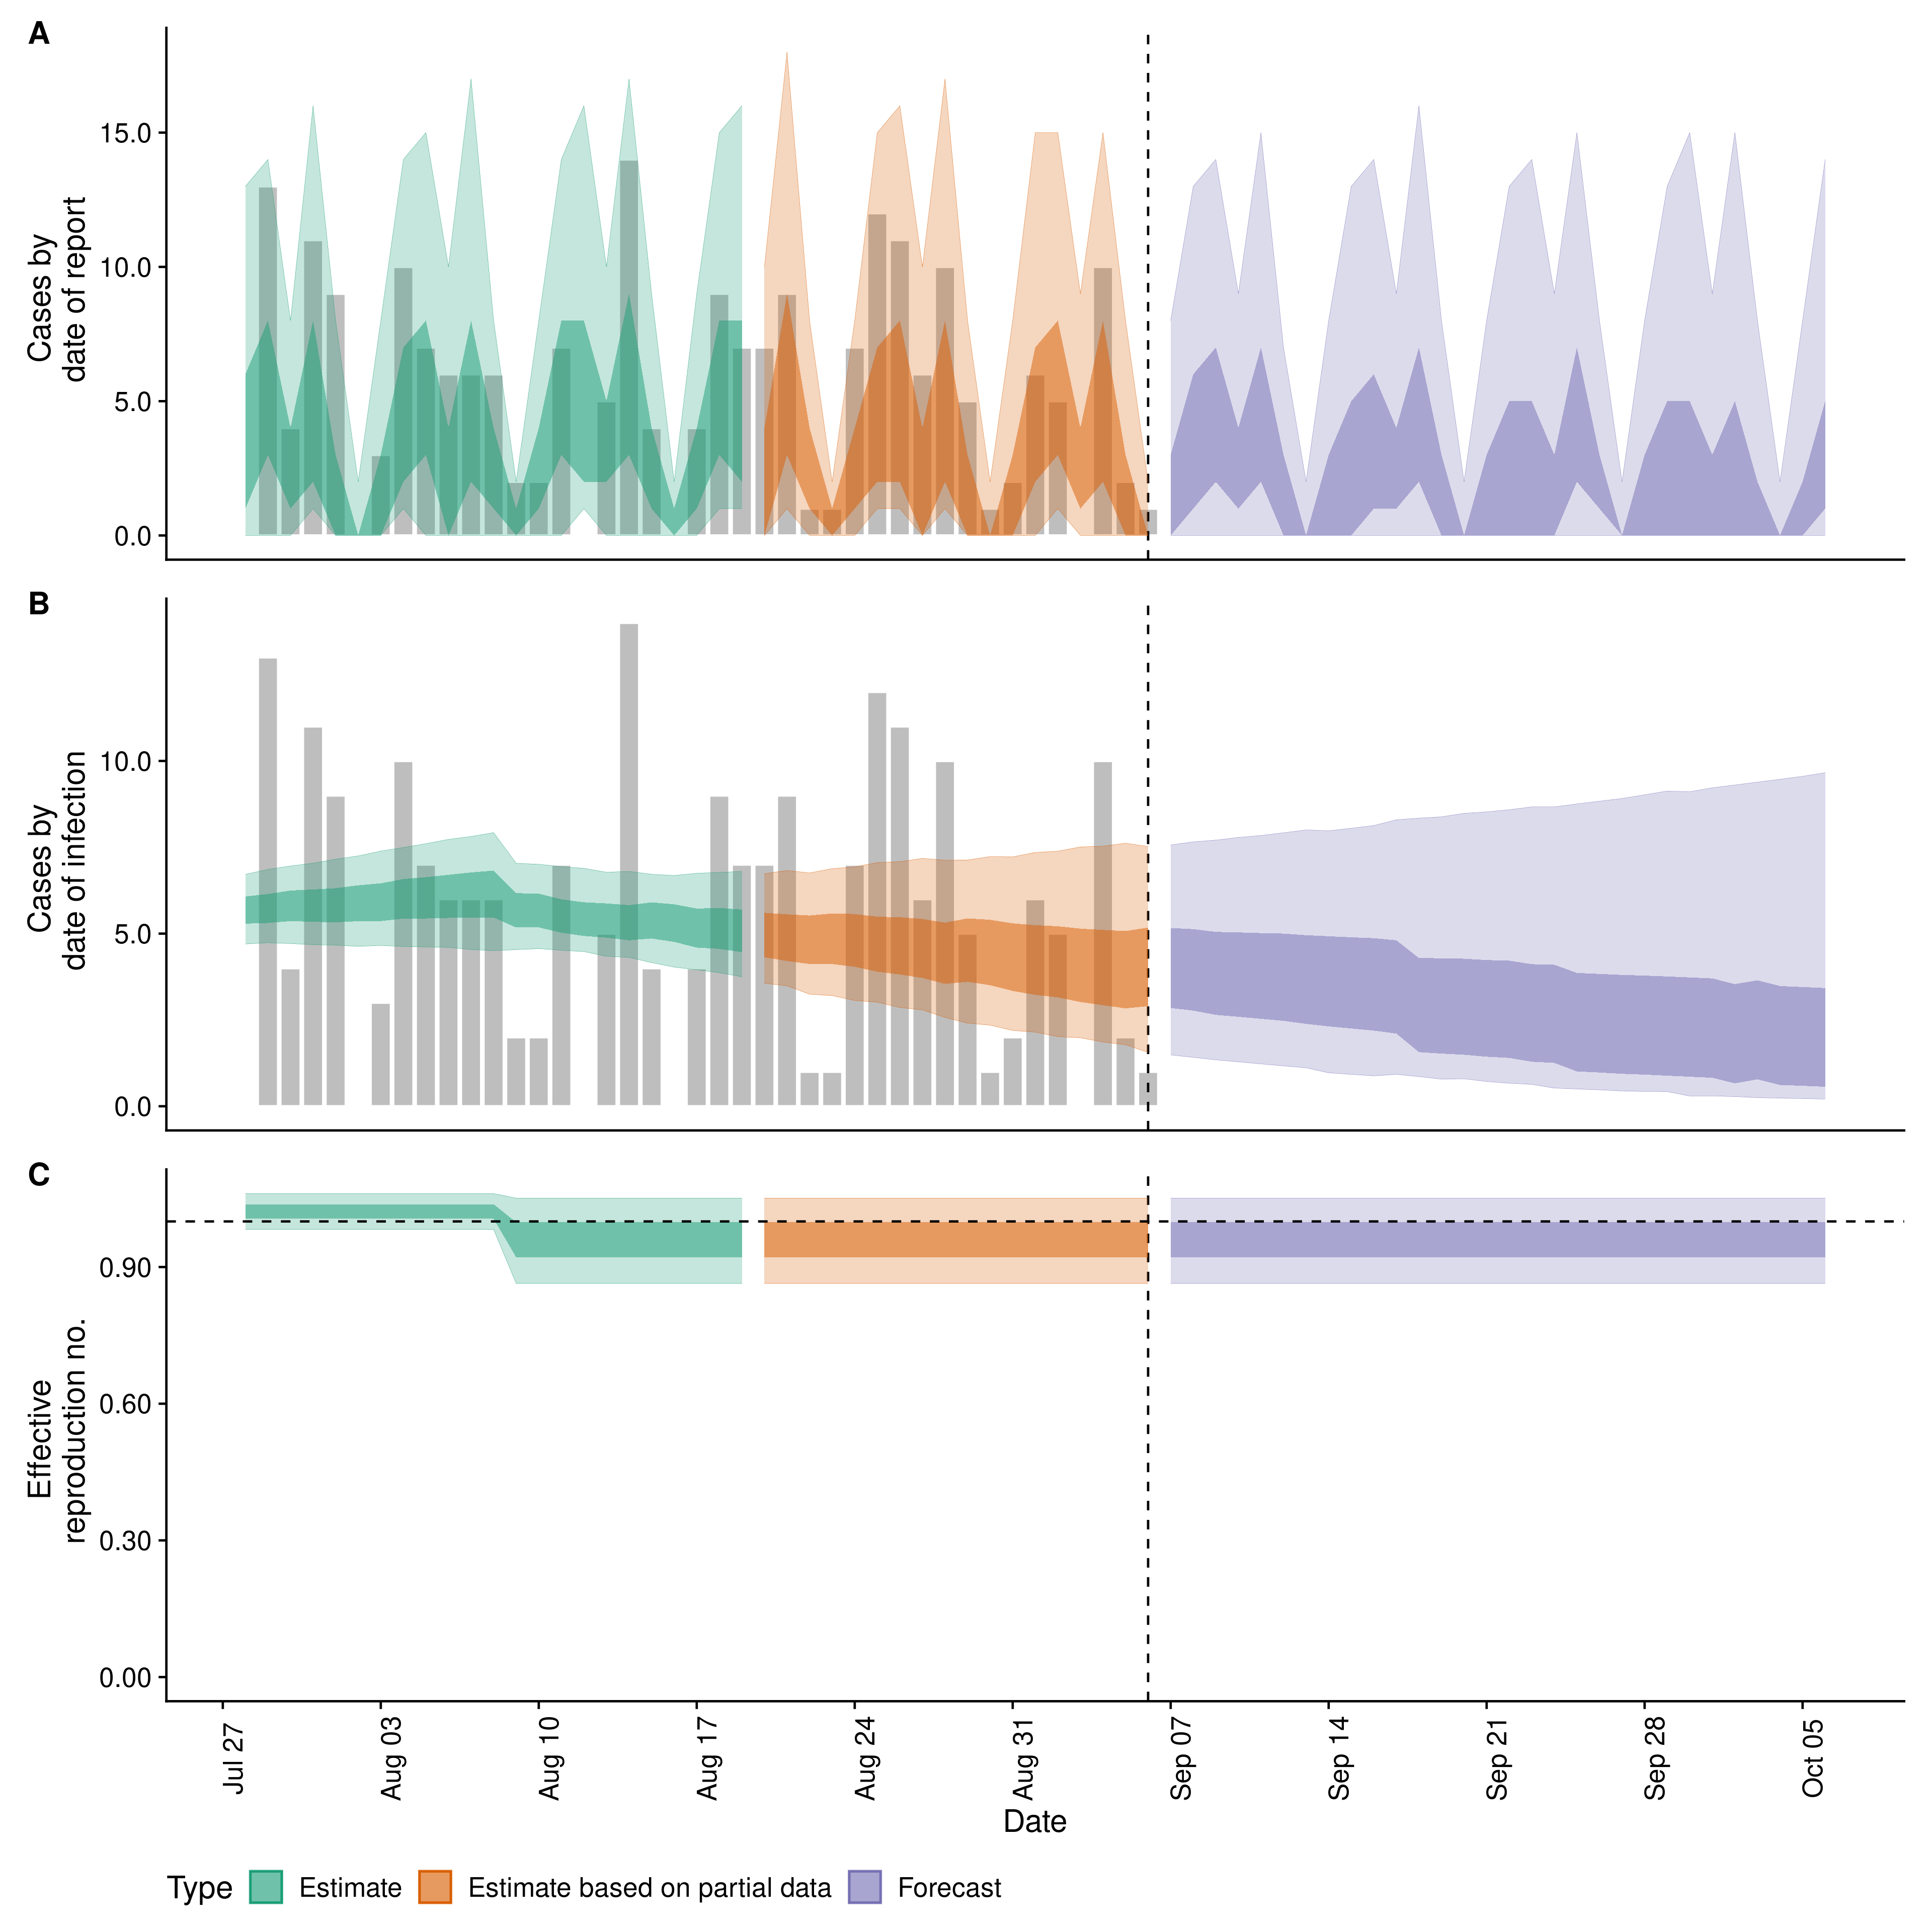 A
Cases by
date of report
15.0
10.0
5.0
0.0
B
Cases by
date of infection
10.0
5.0
0.0
C
Effective
reproduction no.
0.90
0.60
0.30
0.00
Jul 27
Aug 03
Aug 10
Aug 17
Aug 24
Aug 31
Sep 07
Sep 14
Sep 21
Sep 28
Oct 05
Date
Type Estimate Estimate based on partial data Forecast